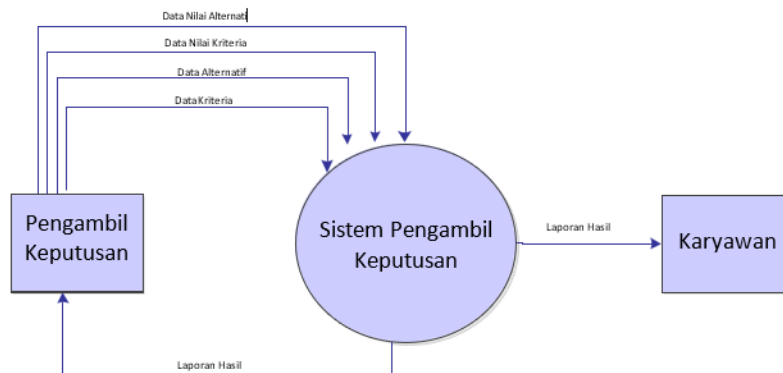 Data Nilai Alternati
Data Nilai Kriteria
Data Alternatif
Data Kriteria
Pengambil
Keputusan
Sistem Pengambil
Keputusan
Laporan Hasil
Karyawan
Laporan Hasil